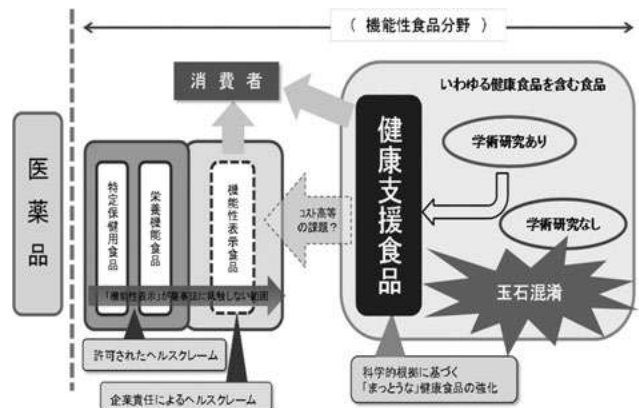 （ 機能性食品分野 ）
消費者
いわゆる健康食品を含む食品
医薬品
特定保健用食品
栄養機能食品
機能性表示食品
コスト高等
の課題？
健康支援食品
学術研究あり
学術研究なし
玉石混淆
「機能性表示」が薬事法に抵触しない範囲
許可されたヘルスクレーム
企業責任によるヘルスクレーム
科学的根拠に基づく
「まっとうな」健康食品の強化